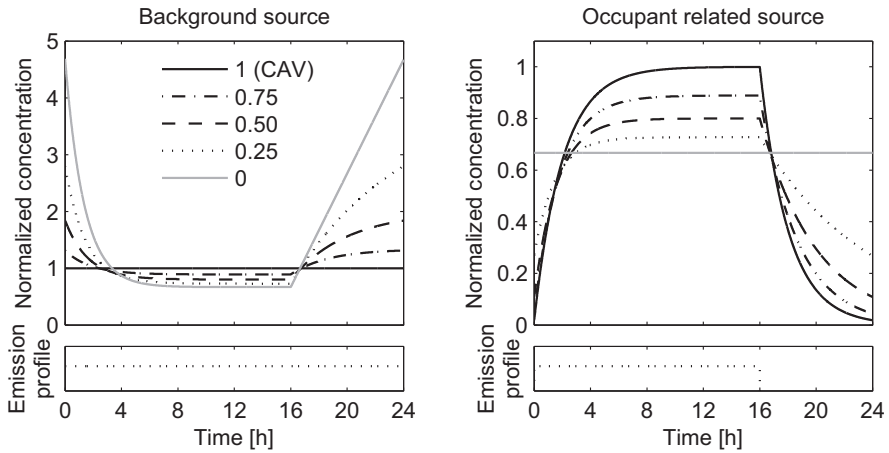 Background source
Normalized concentration
5
4
3
2
1
0
1 (CAV)
0.75
0.50
0.25
0
Emission
profile
0 4 8 12 16 20 24
Time [h]
Occupant related source
Normalized concentration
1
0.8
0.6
0.4
0.2
0
Emission
profile
0 4 8 12 16 20 24
Time [h]